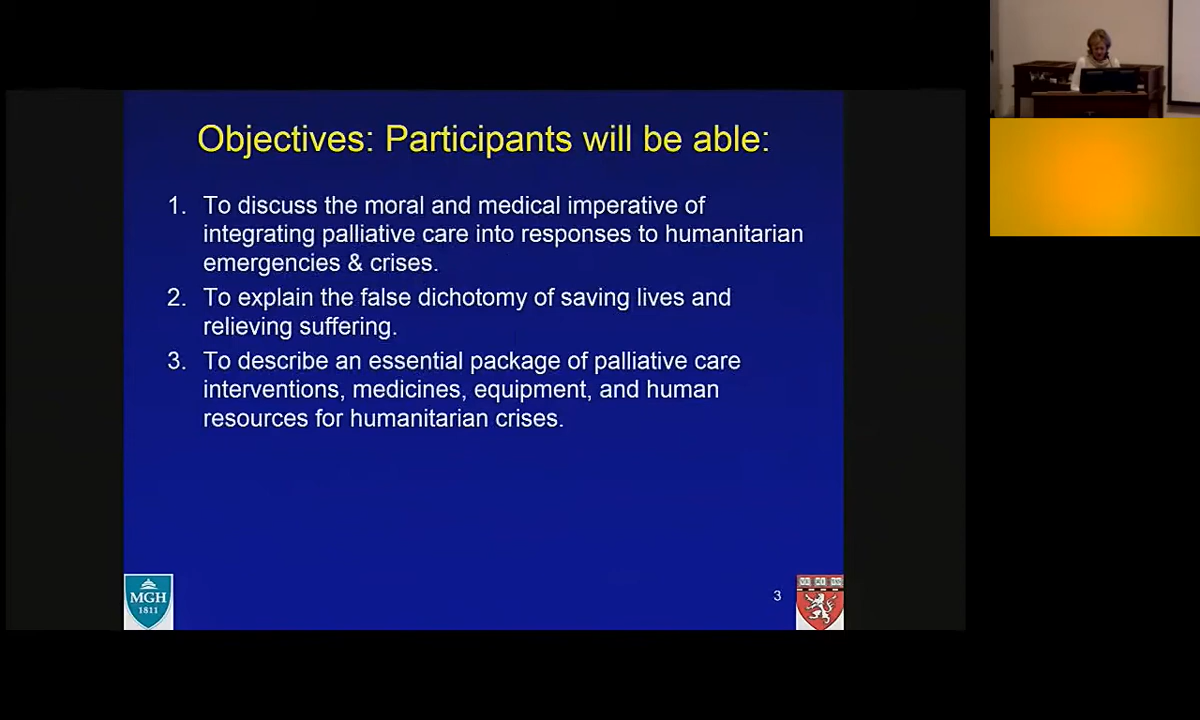 Objectives: Participants will be able:
1. To discuss the moral and medical imperative of
integrating palliative care into responses to humanitarian
emergencies & crises.
2. To explain the false dichotomy of saving lives and
relieving suffering.
3. To describe an essential package of palliative care
interventions, medicines, equipment, and human
resources for humanitarian crises.
MGH
1811
3